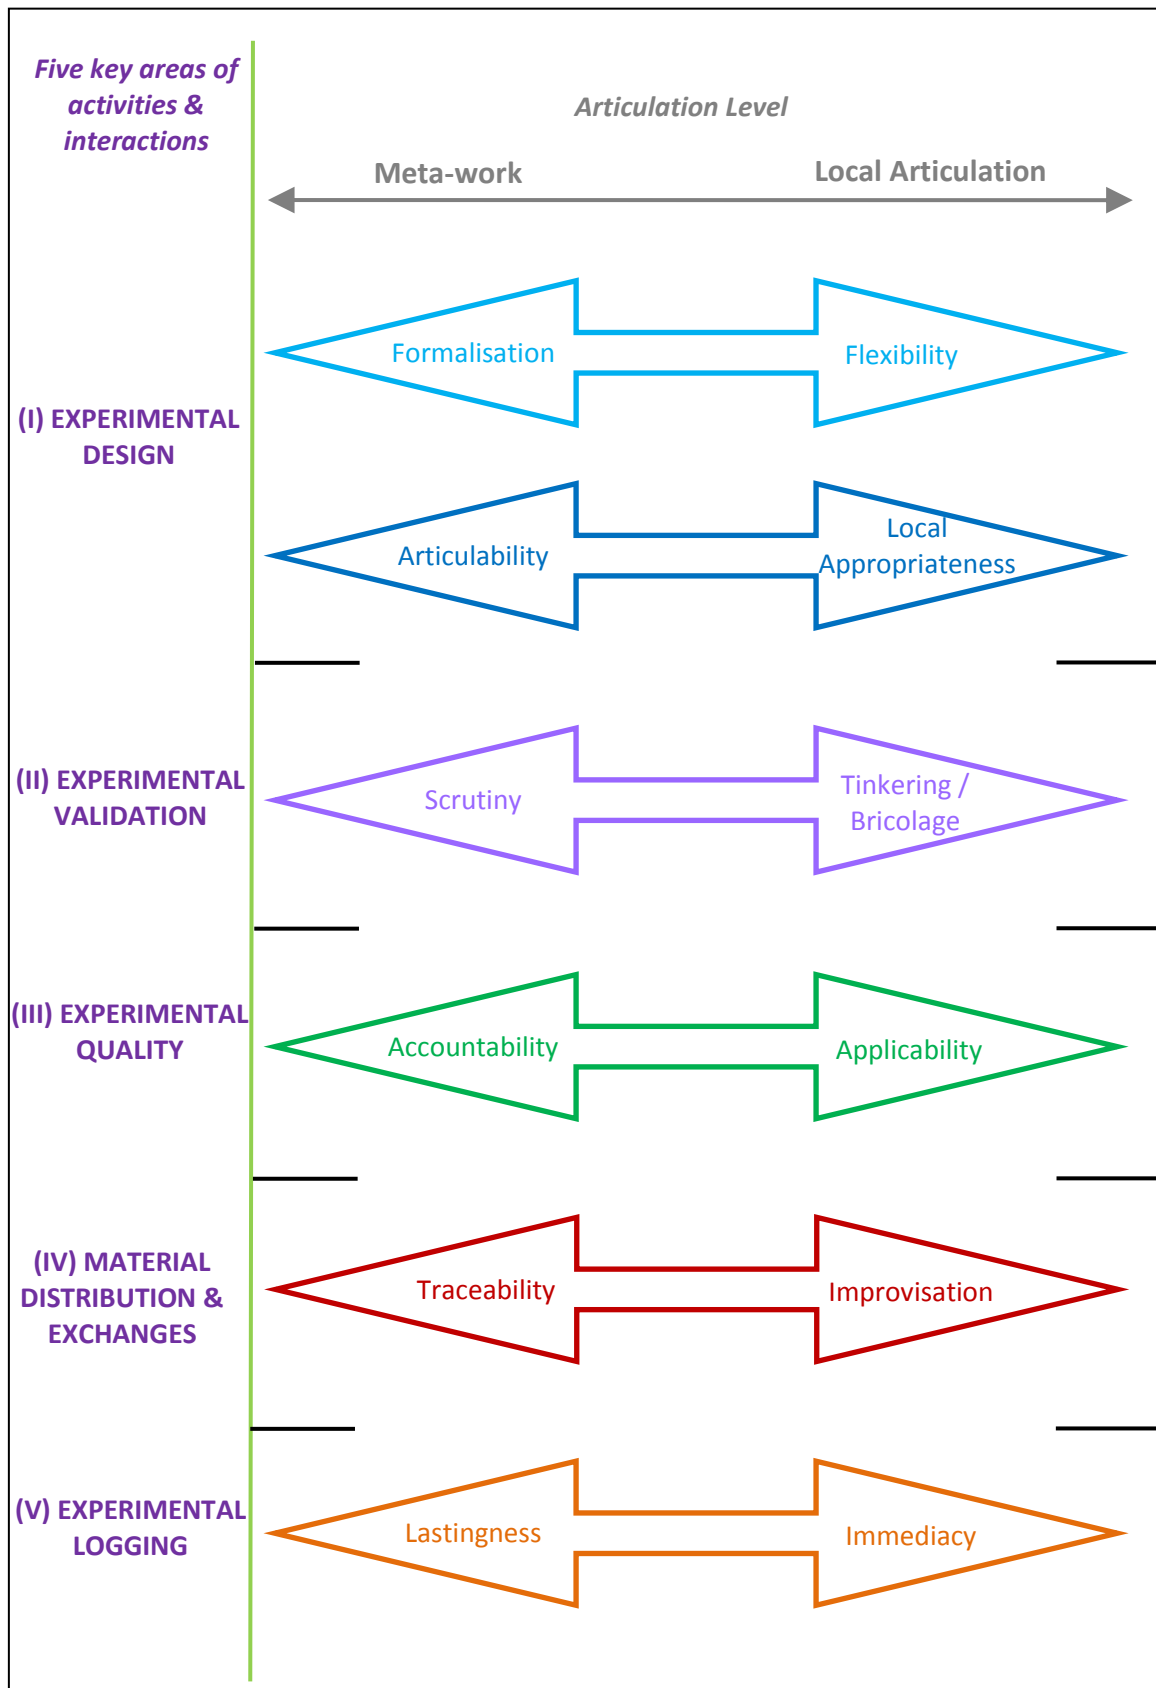 Five key areas of
activities &
interactions
Articulation Level
Meta-work
Local Articulation
(I) EXPERIMENTAL
DESIGN
Formalisation
Flexibility
Articulability
Local
Appropriateness
(II) EXPERIMENTAL
VALIDATION
Scrutiny
Tinkering /
Bricolage
(III) EXPERIMENTAL
QUALITY
Accountability
Applicability
(IV) MATERIAL
DISTRIBUTION &
EXCHANGES
Traceability
Improvisation
(V) EXPERIMENTAL
LOGGING
Lastingness
Immediacy